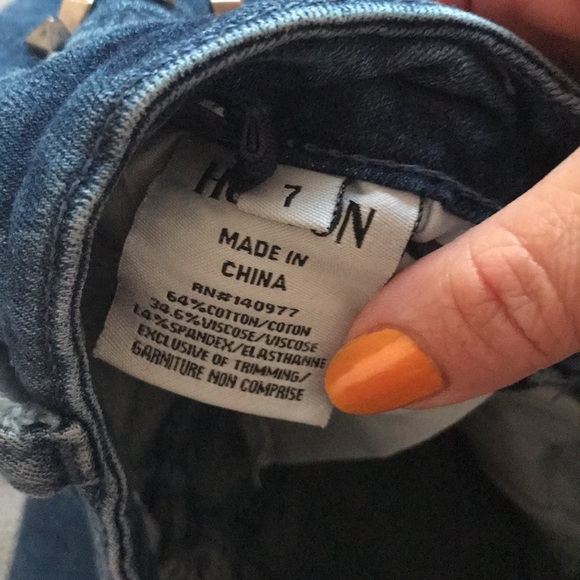 7
MADE IN
CHINA
RN#140977
64%COTTON/COTON
34.6%VISCOSE/VISCOSE
1.4%SPANDEX/ELASTHANNE
EXCLUSIVE OF TRIMMING/
GARNITURE NON COMPRISE